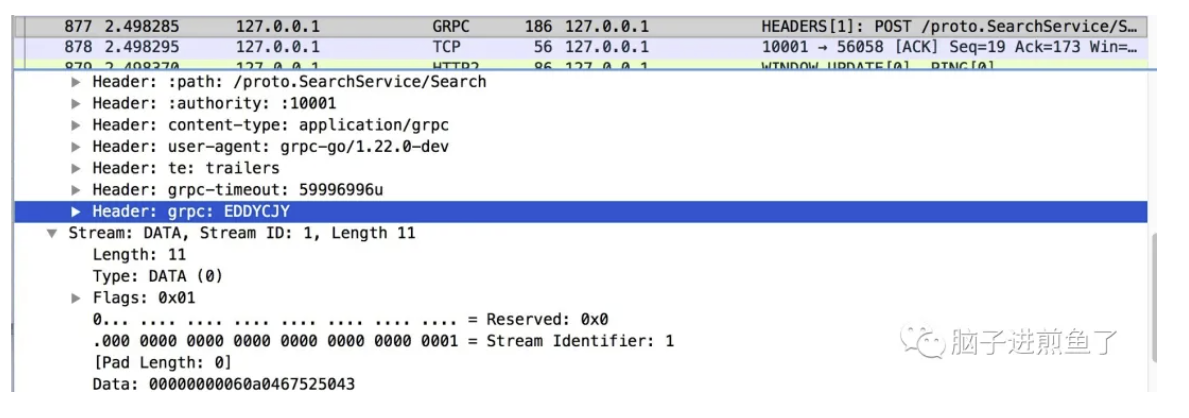 877 2.498285 127.0.0.1 GRPC 186 127.0.0.1 HEADERS[1]: POST /proto.SearchService/S…
878 2.498295 127.0.0.1 TCP 56 127.0.0.1 10001 → 56058 [ACK] Seq=19 Ack=173 Win=…
879 2.498370 127.0.0.1 HTTP2 86 127.0.0.1 WINDOW_UPDATE[0], PING[0]
Header: :path: /proto.SearchService/Search
Header: :authority: :10001
Header: content-type: application/grpc
Header: user-agent: grpc-go/1.22.0-dev
Header: te: trailers
Header: grpc-timeout: 59996996u
Header: grpc: EDDYCJY
Stream: DATA, Stream ID: 1, Length 11
Length: 11
Type: DATA (0)
Flags: 0x01
0... .... .... .... .... .... .... .... = Reserved: 0x0
.000 0000 0000 0000 0000 0000 0000 0001 = Stream Identifier: 1
[Pad Length: 0]
Data: 00000000060a0467525043
脑子进煎鱼了